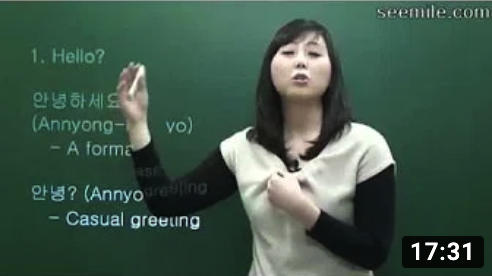 seemile.com
1. Hello?
안녕하세요
(Annyong- yo)
- A forma
greeting
안녕? (Annyo
- Casual greeting
17:31